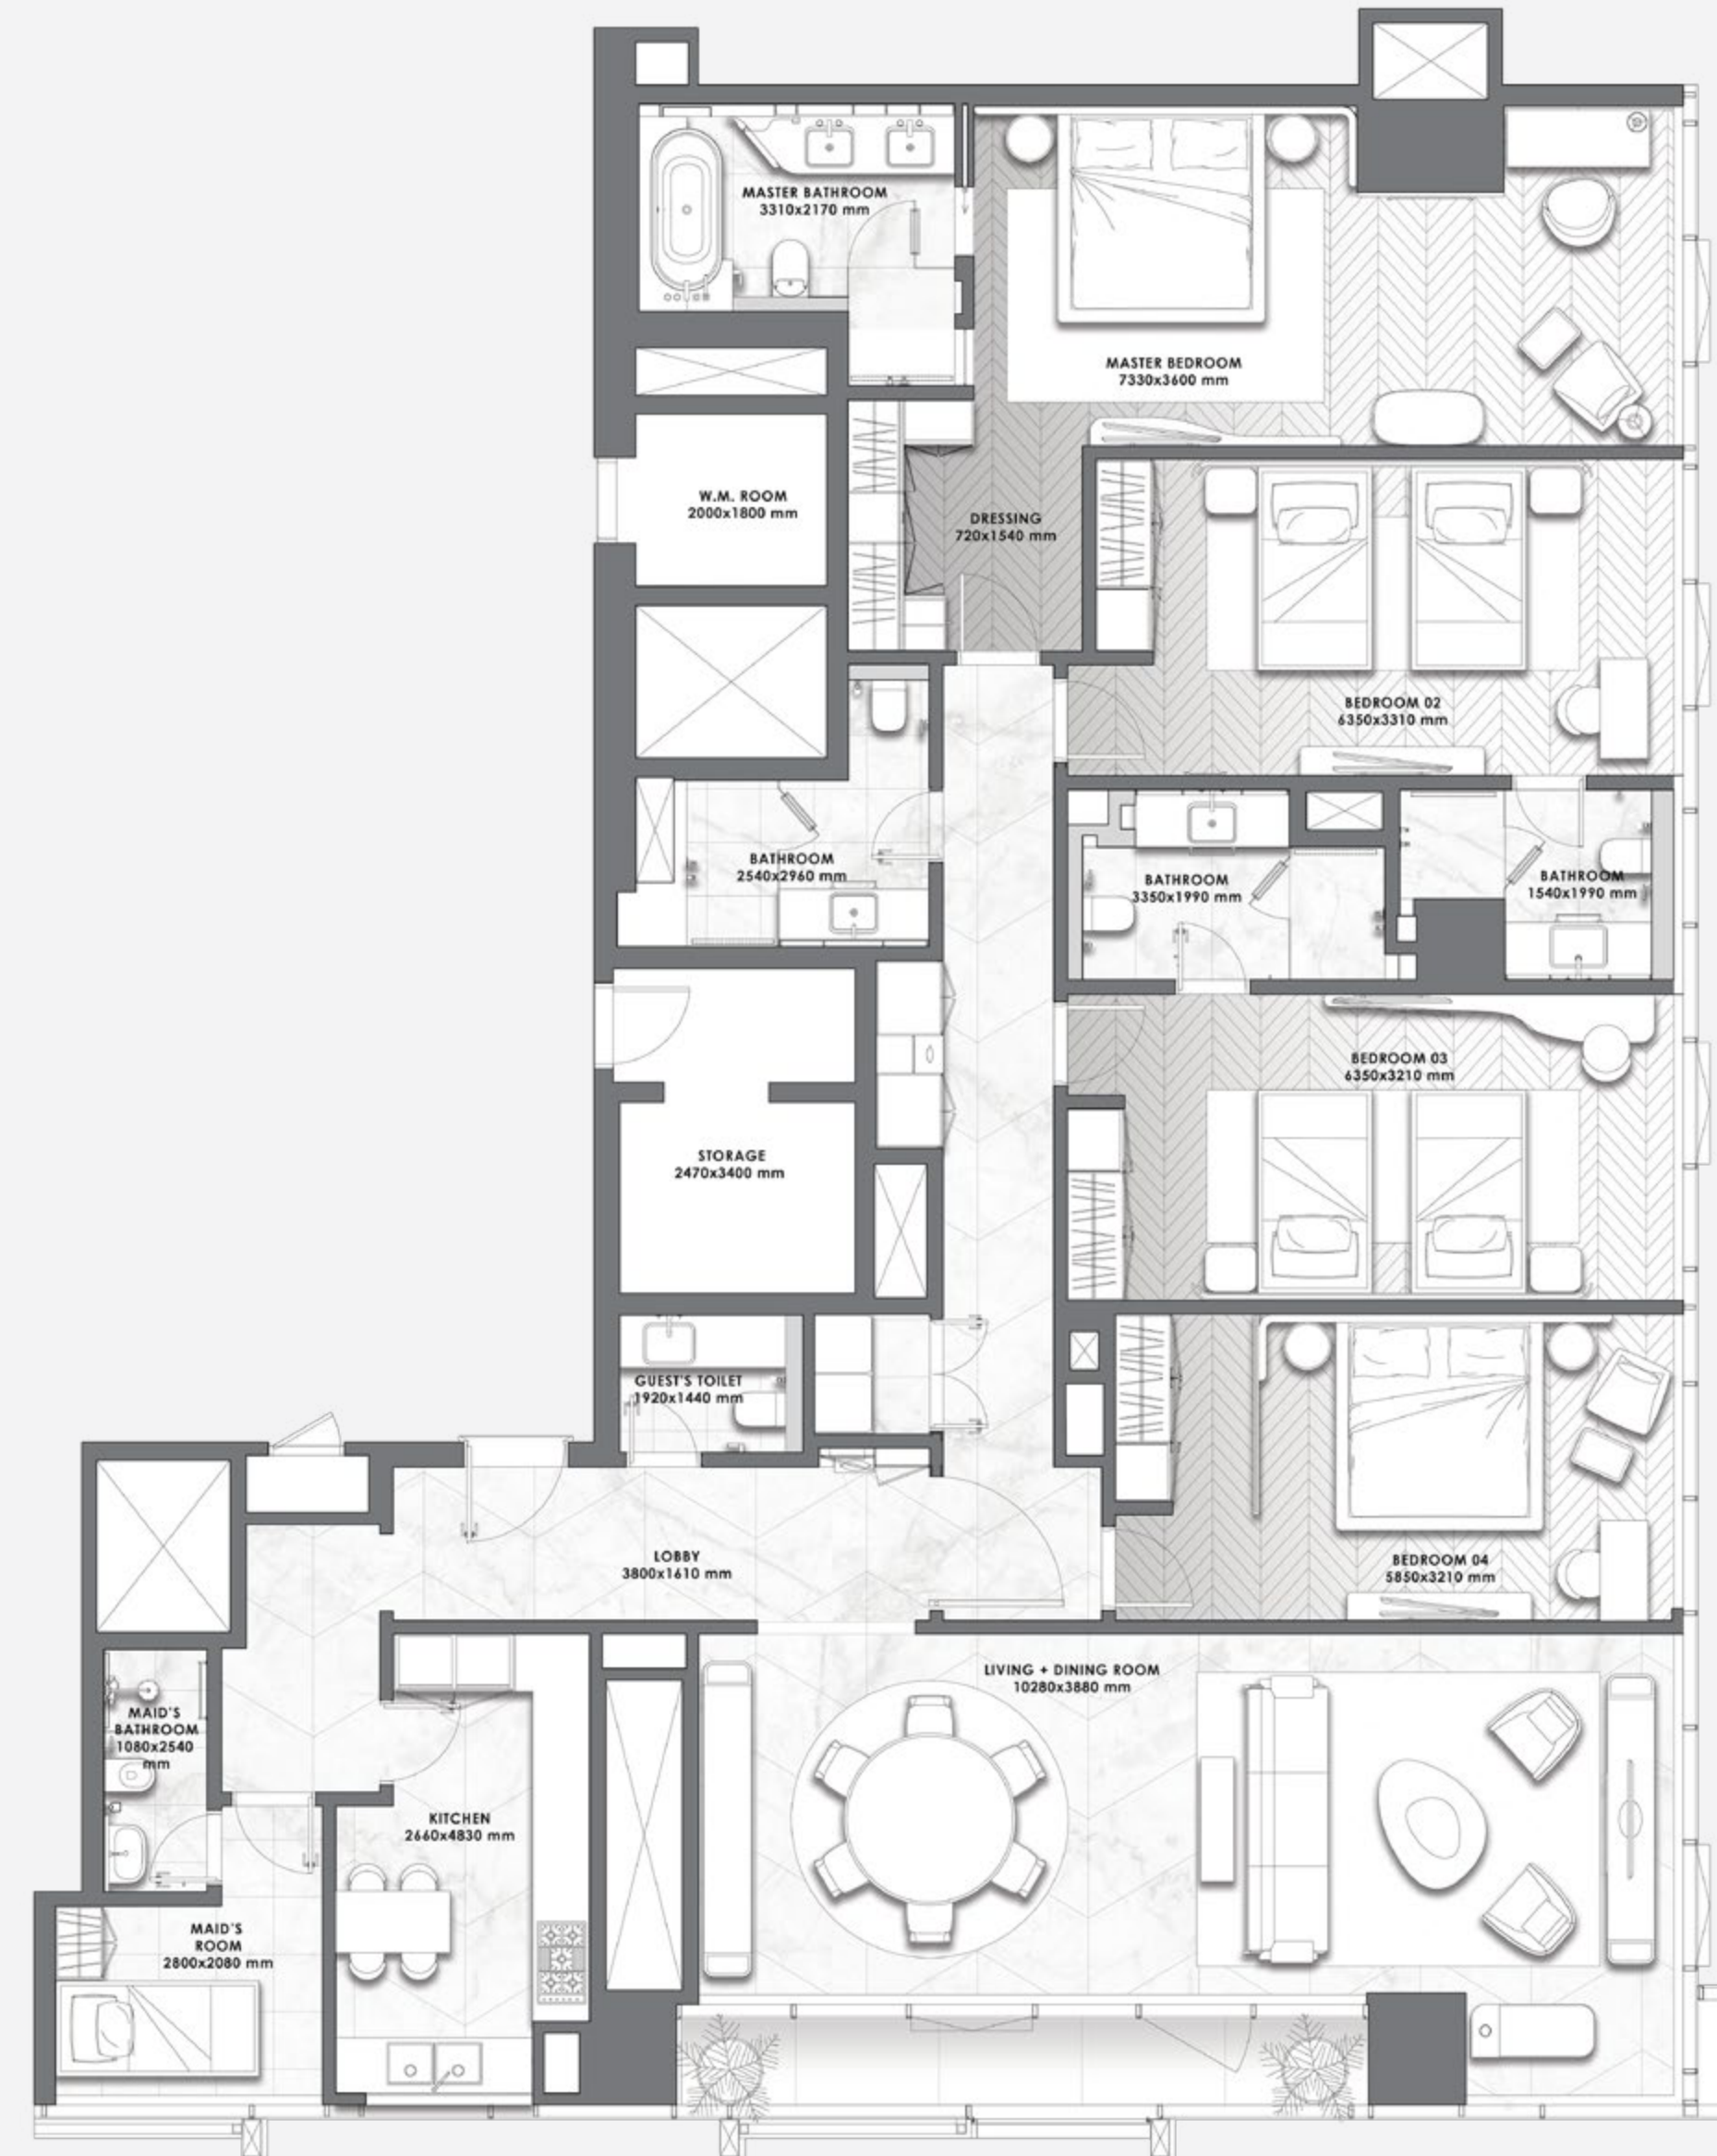 MASTER BATHROOM
3310x2170 mm
MASTER BEDROOM
7330x3600 mm
W.M. ROOM
2000x1800 mm
DRESSING
720x1540 mm
BEDROOM 02
6350x3310 mm
BATHROOM
2540x2960 mm
BATHROOM
3350x1990 mm
BATHROOM
1540x1990 mm
BEDROOM 03
6350x3210 mm
STORAGE
2470x3400 mm
GUEST'S TOILET
1920x1440 mm
LOBBY
3800x1610 mm
BEDROOM 04
5850x3210 mm
LIVING + DINING ROOM
10280x3880 mm
MAID'S
BATHROOM
1080x2540
mm
KITCHEN
2660x4830 mm
MAID'S
ROOM
2800x2080 mm